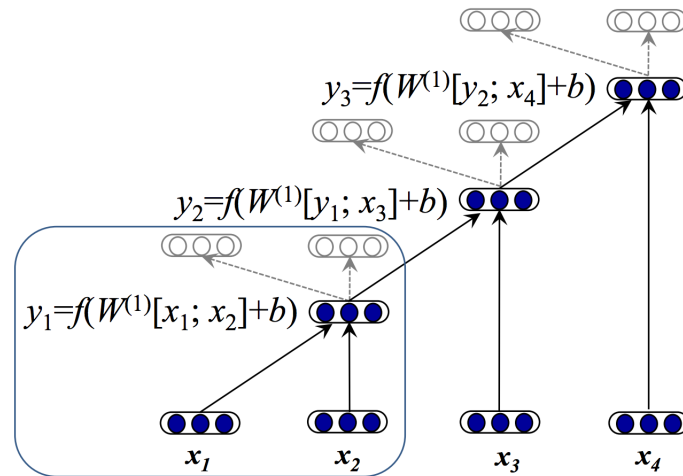 y₃=f(W⁽¹⁾[y₂; x₄]+b)
y₂=f(W⁽¹⁾[y₁; x₃]+b)
y₁=f(W⁽¹⁾[x₁; x₂]+b)
x₁ x₂ x₃ x₄